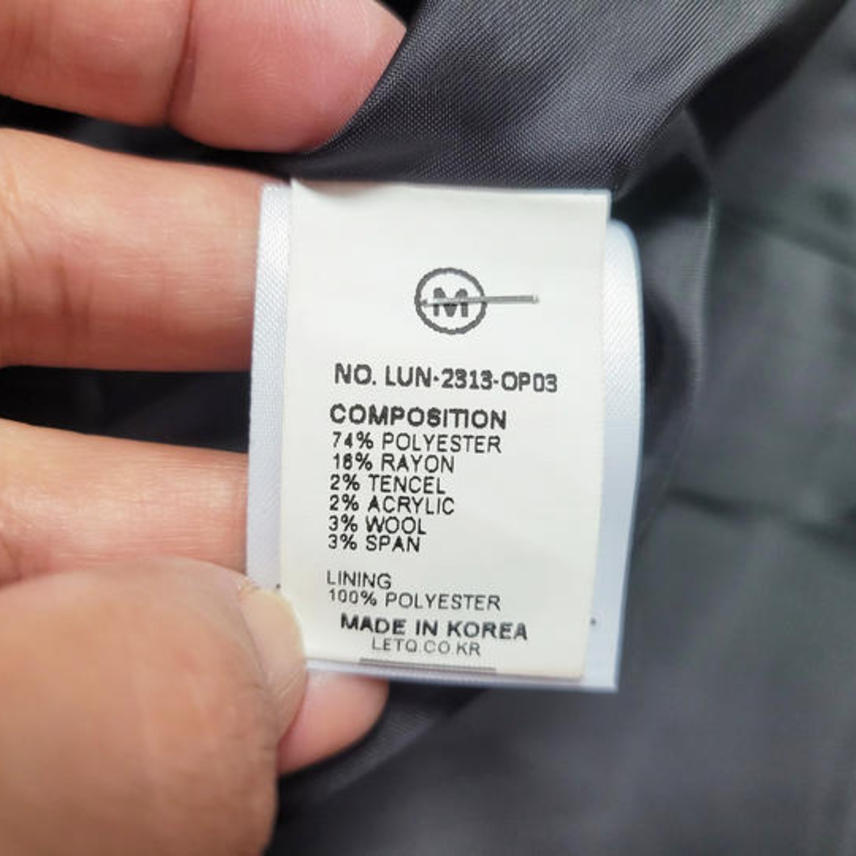 M
NO. LUN-2313-OP03
COMPOSITION
74% POLYESTER
16% RAYON
2% TENCEL
2% ACRYLIC
3% WOOL
3% SPAN
LINING
100% POLYESTER
MADE IN KOREA
LETQ.CO.KR